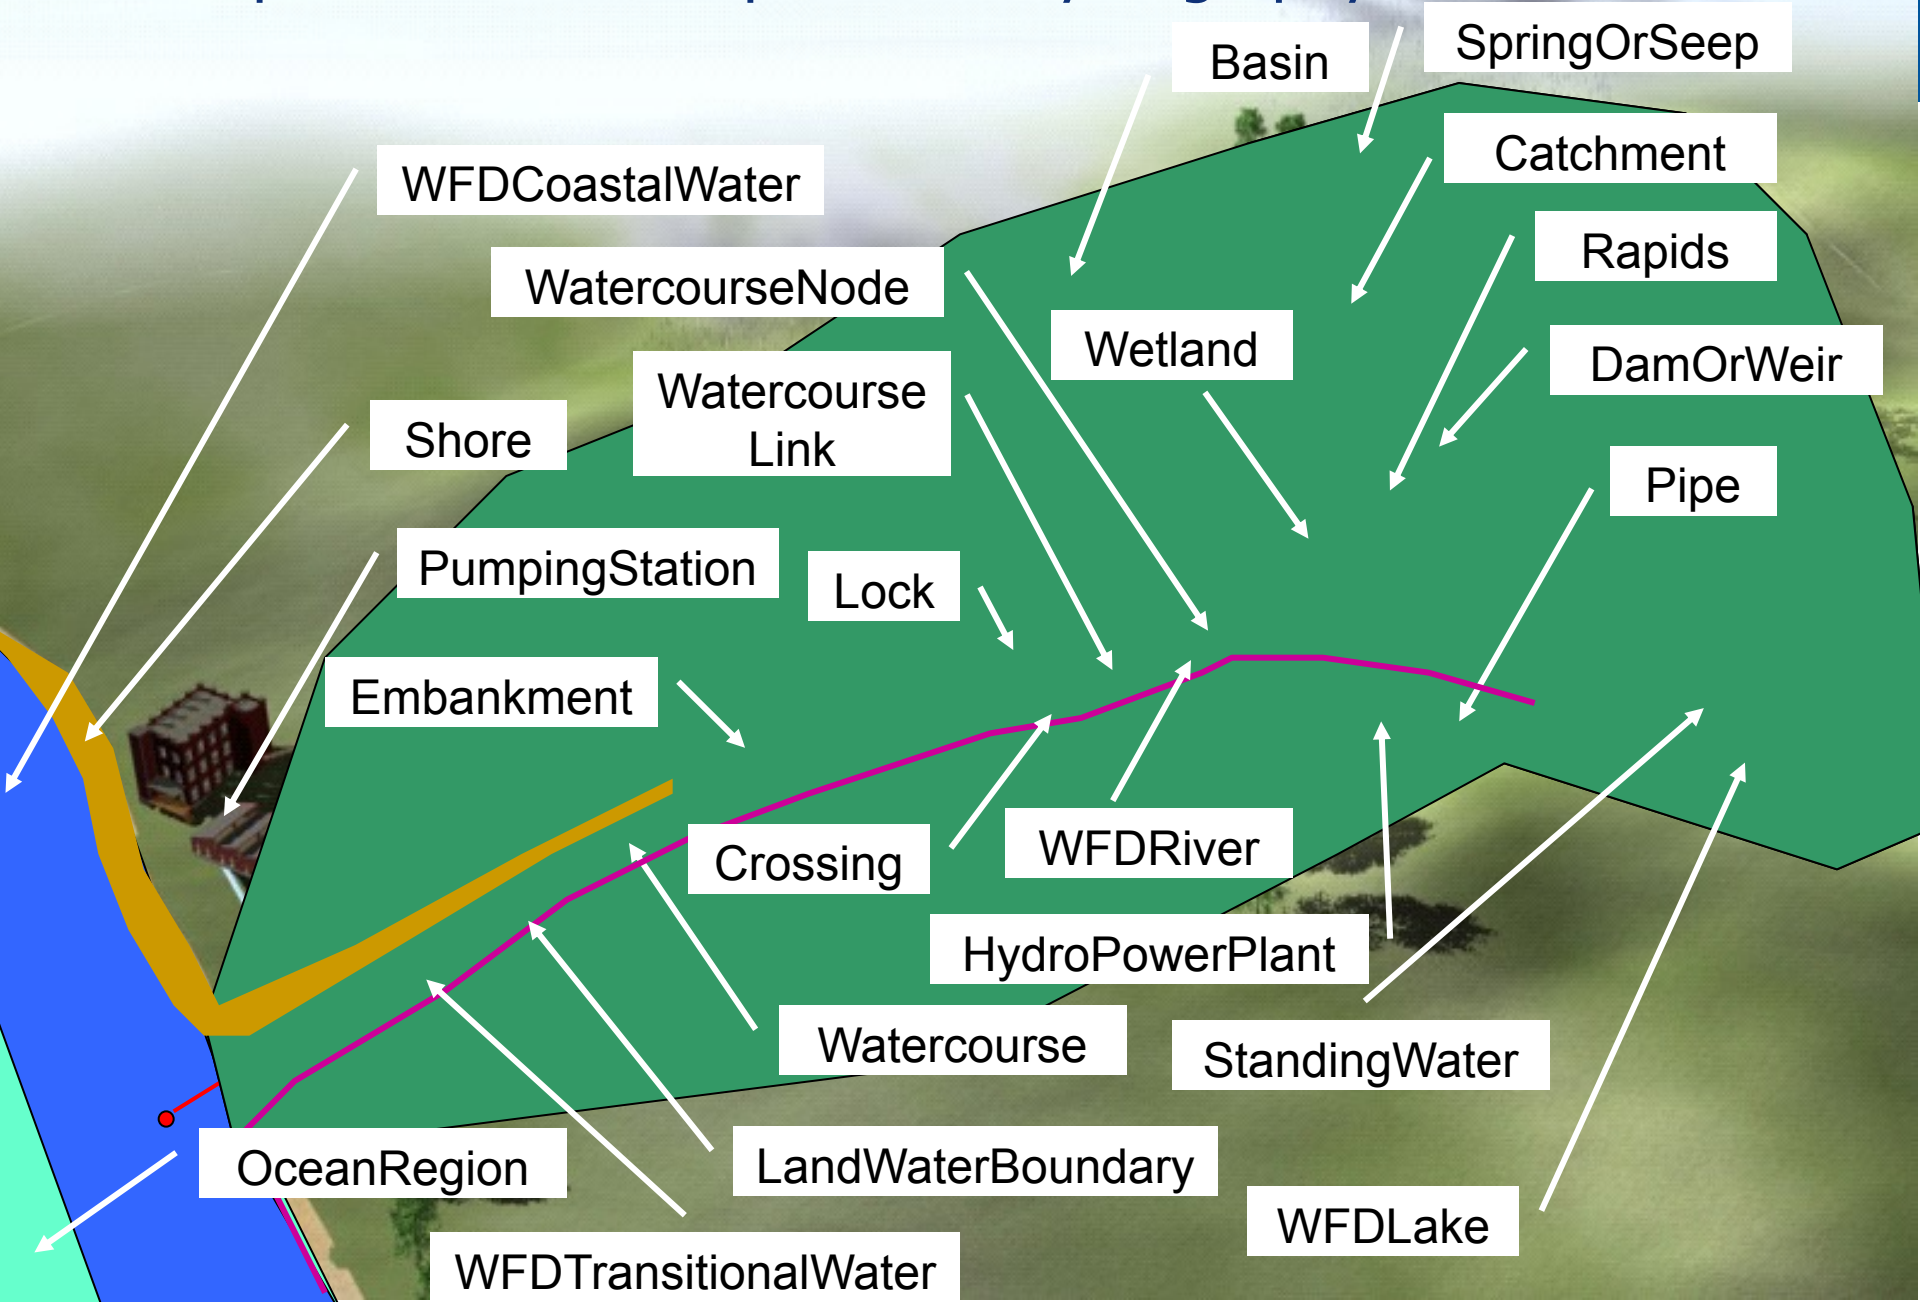 Basin
SpringOrSeep
Catchment
WFDCoastalWater
Rapids
WatercourseNode
Wetland
DamOrWeir
Watercourse
Link
Shore
Pipe
PumpingStation
Lock
Embankment
Crossing
WFDRiver
HydroPowerPlant
Watercourse
StandingWater
OceanRegion
LandWaterBoundary
WFDLake
WFDTransitionalWater